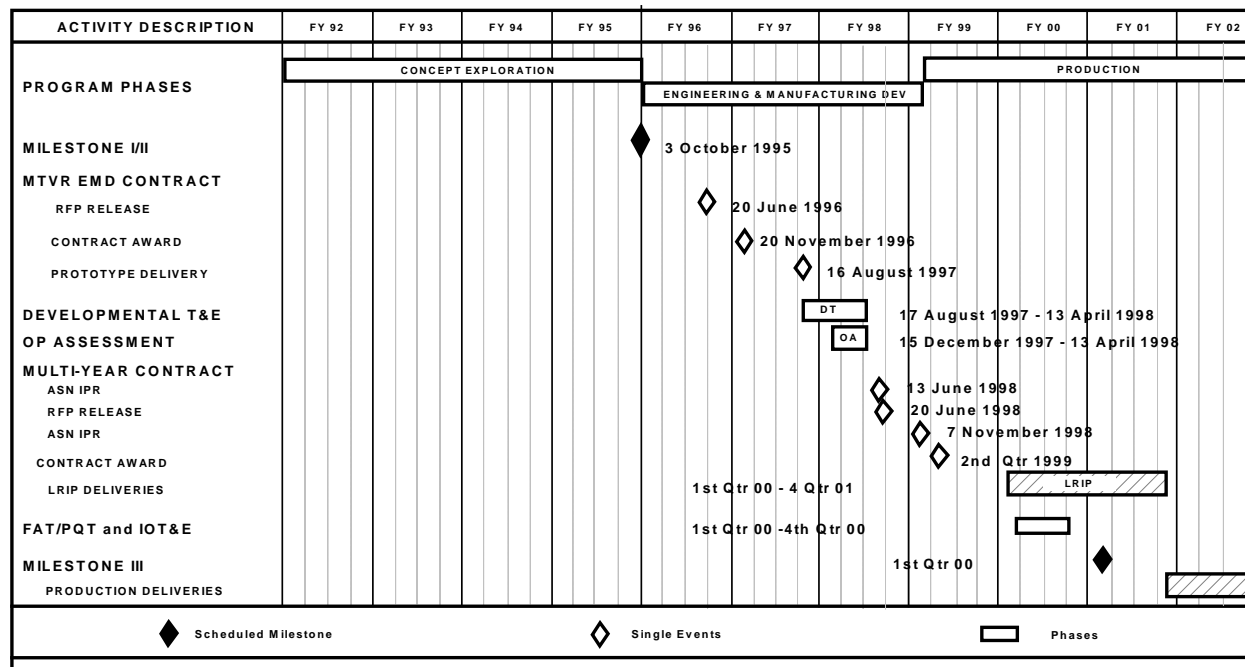 ACTIVITY DESCRIPTION FY 92 FY 93 FY 94 FY 95 FY 96 FY 97 FY 98 FY 99 FY 00 FY 01 FY 02
PROGRAM PHASES
CONCEPT EXPLORATION
PRODUCTION
ENGINEERING & MANUFACTURING DEV
MILESTONE I/II 3 October 1995
MTVR EMD CONTRACT
RFP RELEASE 20 June 1996
CONTRACT AWARD 20 November 1996
PROTOTYPE DELIVERY 16 August 1997
DEVELOPMENTAL T&E DT 17 August 1997 - 13 April 1998
OP ASSESSMENT OA 15 December 1997 - 13 April 1998
MULTI-YEAR CONTRACT
ASN IPR 13 June 1998
RFP RELEASE 20 June 1998
ASN IPR 7 November 1998
CONTRACT AWARD 2nd Qtr 1999
LRIP DELIVERIES 1st Qtr 00 - 4 Qtr 01 LRIP
FAT/PQT and IOT&E 1st Qtr 00 -4th Qtr 00
MILESTONE III 1st Qtr 00
PRODUCTION DELIVERIES
Scheduled Milestone Single Events Phases